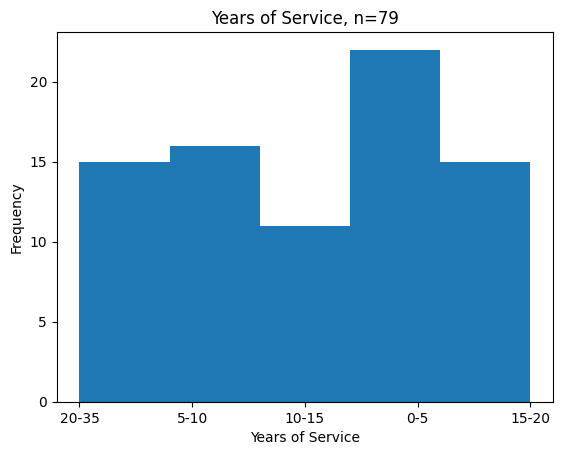 Years of Service, n=79
Frequency
20
15
10
5
0
20-35 5-10 10-15 0-5 15-20
Years of Service